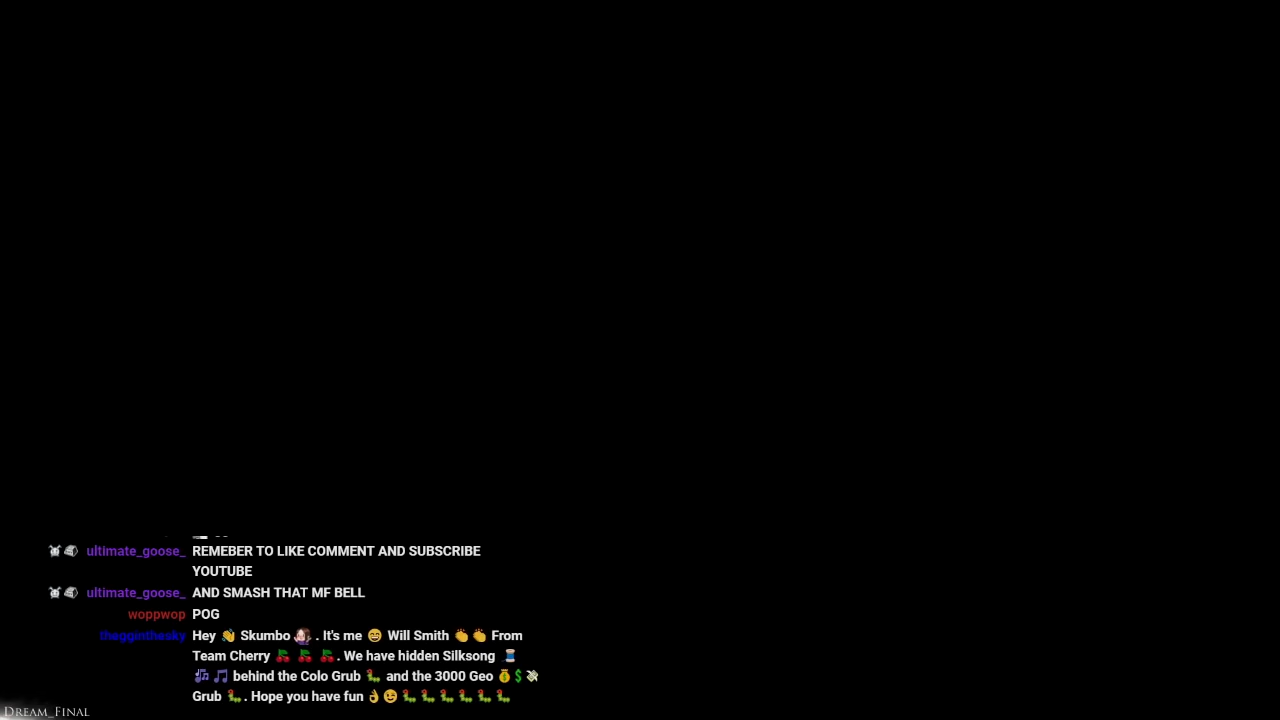 ultimate_goose_ REMEBER TO LIKE COMMENT AND SUBSCRIBE
YOUTUBE
ultimate_goose_ AND SMASH THAT MF BELL
woppwop POG
thegginthesky Hey 👋 Skumbo . It's me 😄 Will Smith 👏 👏 From
Team Cherry 🍒 🍒 🍒. We have hidden Silksong 🧵
🎶 🎵 behind the Colo Grub 🐛 and the 3000 Geo 💰💲💸
Grub 🐛. Hope you have fun 👌😉🐛🐛🐛🐛🐛🐛
DREAM_FINAL